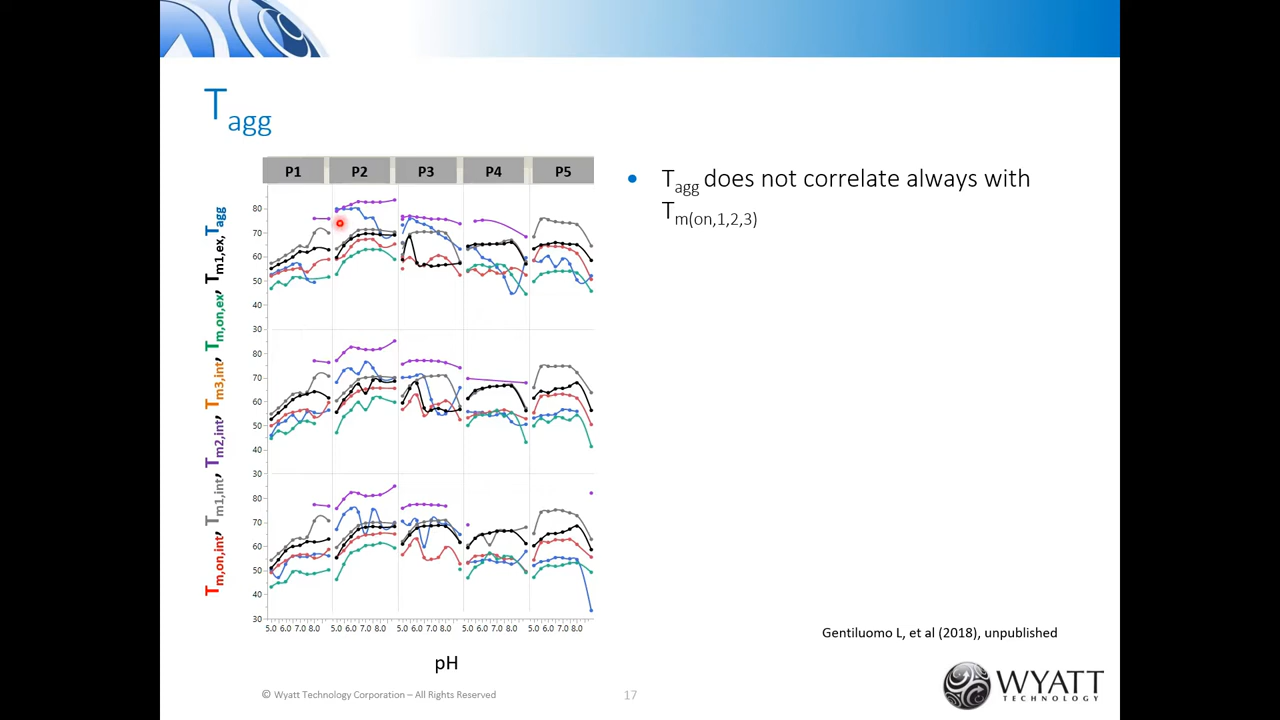 Tagg
P1 P2 P3 P4 P5
Tm,on,int, Tm1,int, Tm2,int, Tm3,int, Tm,on,ex, Tm1,ex, Tagg
80
70
60
50
40
30
80
70
60
50
40
30
80
70
60
50
40
30
5.0 6.0 7.0 8.0 5.0 6.0 7.0 8.0 5.0 6.0 7.0 8.0 5.0 6.0 7.0 8.0 5.0 6.0 7.0 8.0
pH
• Tagg does not correlate always with
Tm(on,1,2,3)
Gentiluomo L, et al (2018), unpublished
© Wyatt Technology Corporation – All Rights Reserved
17
WYATT
TECHNOLOGY